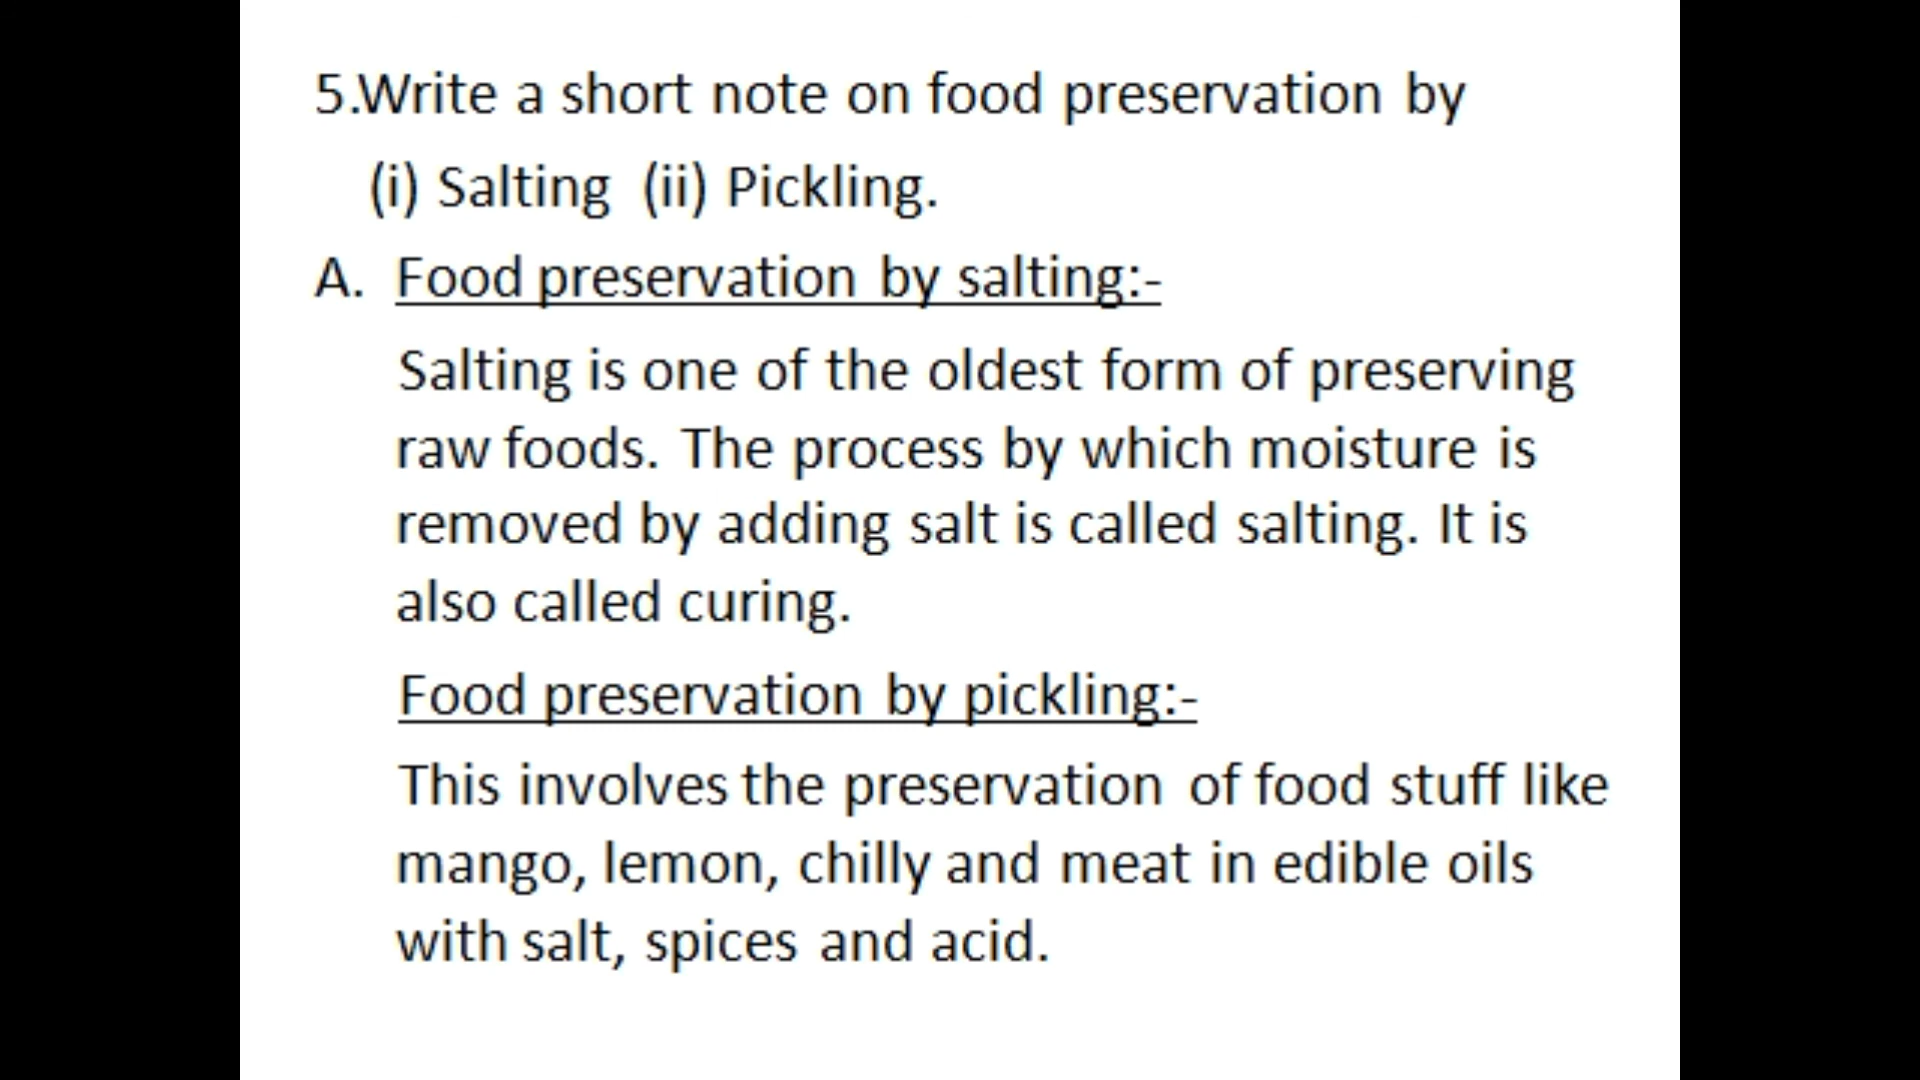 5.Write a short note on food preservation by
(i) Salting (ii) Pickling.
A. Food preservation by salting:-
Salting is one of the oldest form of preserving
raw foods. The process by which moisture is
removed by adding salt is called salting. It is
also called curing.
Food preservation by pickling:-
This involves the preservation of food stuff like
mango, lemon, chilly and meat in edible oils
with salt, spices and acid.